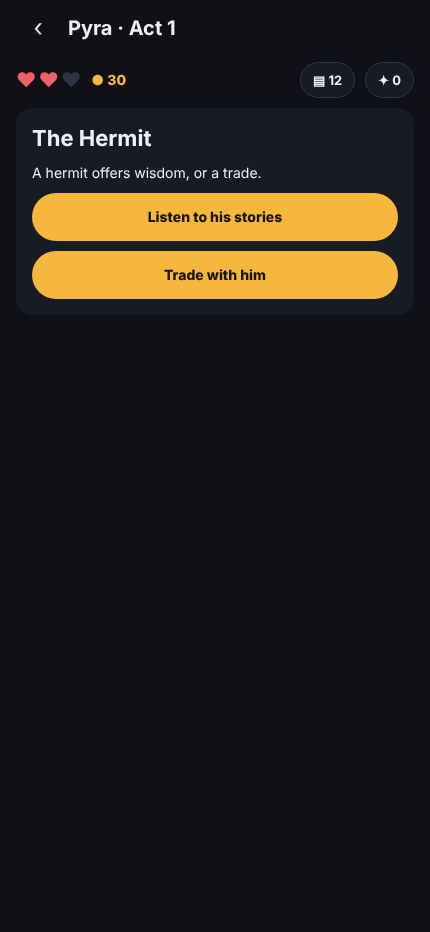 Pyra · Act 1
30
12
0
The Hermit
A hermit offers wisdom, or a trade.
Listen to his stories
Trade with him